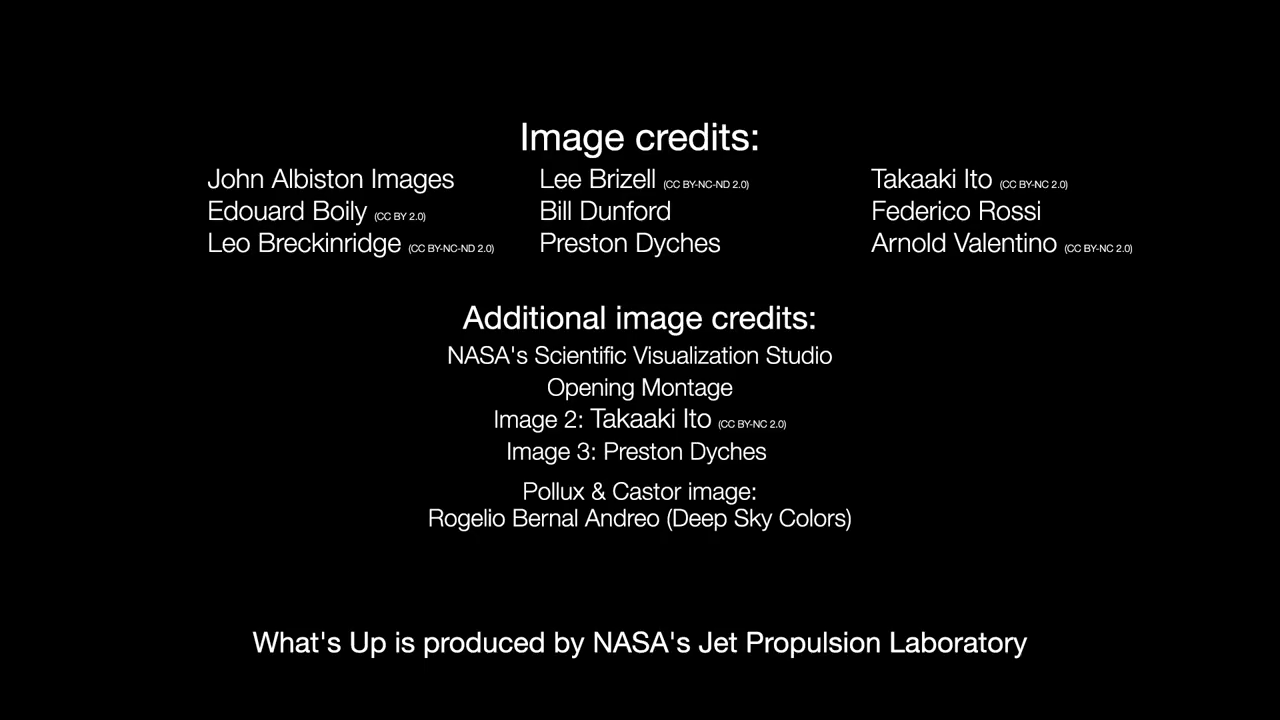 Image credits:
John Albiston Images
Edouard Boily (CC BY 2.0)
Leo Breckinridge (CC BY-NC-ND 2.0)
Lee Brizell (CC BY-NC-ND 2.0)
Bill Dunford
Preston Dyches
Takaaki Ito (CC BY-NC 2.0)
Federico Rossi
Arnold Valentino (CC BY-NC 2.0)
Additional image credits:
NASA's Scientific Visualization Studio
Opening Montage
Image 2: Takaaki Ito (CC BY-NC 2.0)
Image 3: Preston Dyches
Pollux & Castor image:
Rogelio Bernal Andreo (Deep Sky Colors)
What's Up is produced by NASA's Jet Propulsion Laboratory